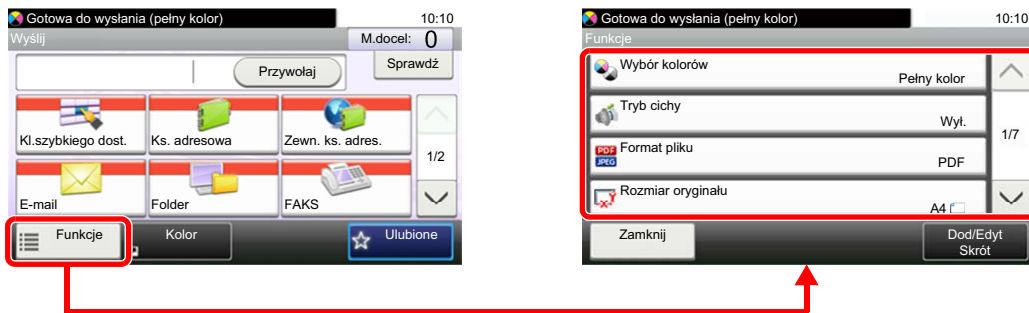 Gotowa do wysłania (pełny kolor) 10:10
Wyślij M.docel: 0
Przywołaj Sprawdź
Kl.szybkiego dost. Ks. adresowa Zewn. ks. adres.
1/2
E-mail Folder FAKS
Funkcje Kolor Ulubione
Gotowa do wysłania (pełny kolor) 10:10
Funkcje
Wybór kolorów
Pełny kolor
Tryb cichy
Wył.
1/7
PDF
JPEG
Format pliku
PDF
Rozmiar oryginału
A4
Zamknij Dod/Edyt
Skrót